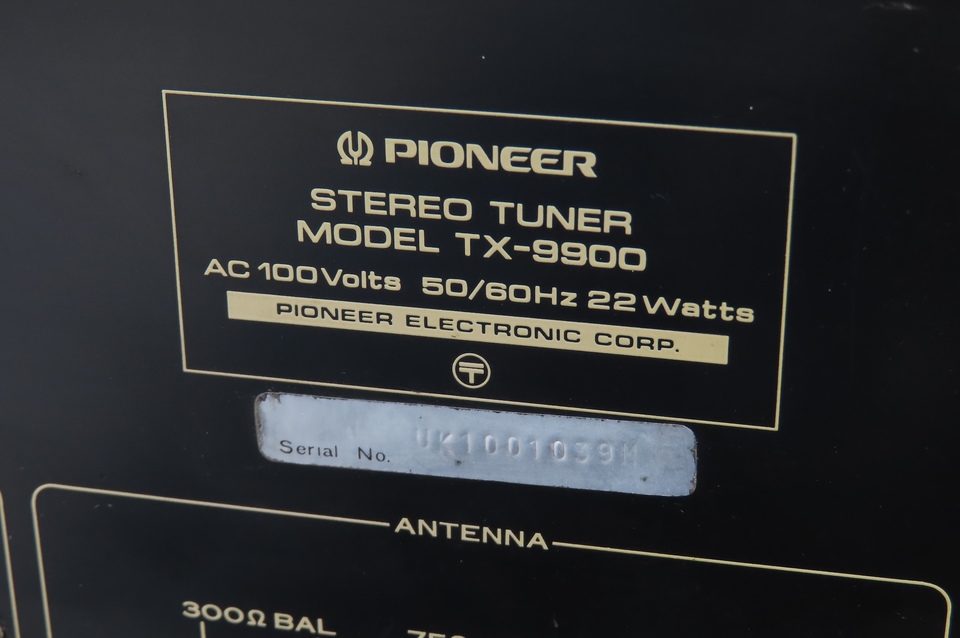 PIONEER
STEREO TUNER
MODEL TX-9900
AC 100 Volts 50/60Hz 22 Watts
PIONEER ELECTRONIC CORP.
Serial No. UK1001039M
ANTENNA
300Ω BAL